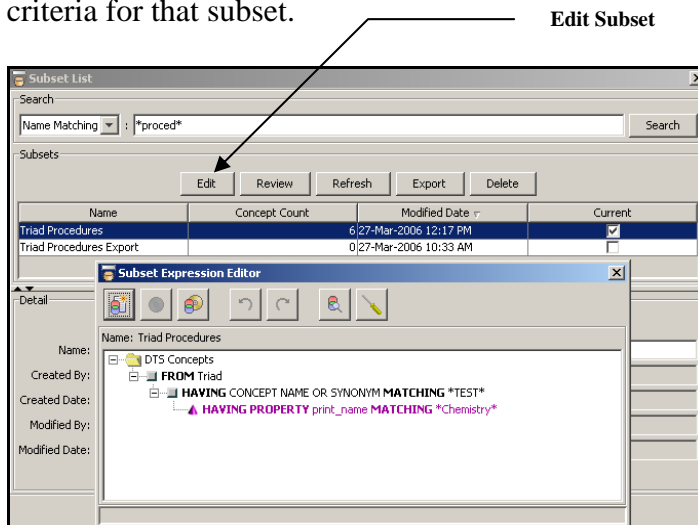 criteria for that subset.
Edit Subset
Subset List
Search
Name Matching : *proced* Search
Subsets
Edit Review Refresh Export Delete
Name Concept Count Modified Date Current
Triad Procedures 6 27-Mar-2006 12:17 PM
Triad Procedures Export 0 27-Mar-2006 10:33 AM
Subset Expression Editor
Detail
Name: Triad Procedures
Name:
DTS Concepts
Created By:
FROM Triad
Created Date:
HAVING CONCEPT NAME OR SYNONYM MATCHING *TEST*
HAVING PROPERTY print_name MATCHING *Chemistry*
Modified By:
Modified Date: